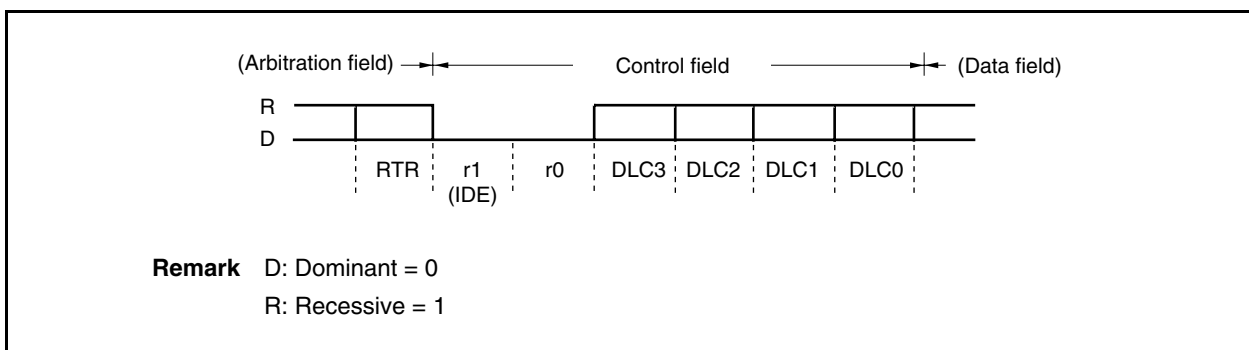 (Arbitration field) Control field (Data field)
R
D
RTR r1 r0 DLC3 DLC2 DLC1 DLC0
(IDE)
Remark D: Dominant = 0
R: Recessive = 1